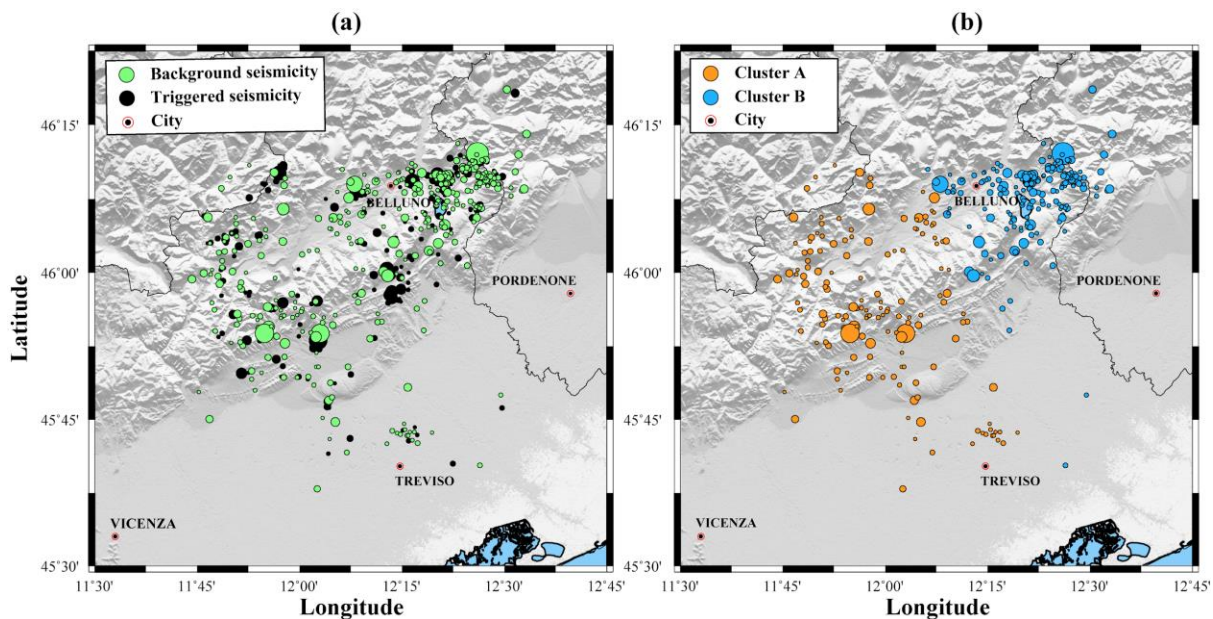 (a)
Background seismicity
Triggered seismicity
City
46°15'
46°00'
45°45'
45°30'
Latitude
BELLUNO
PORDENONE
TREVISO
VICENZA
11°30'
11°45'
12°00'
12°15'
12°30'
12°45'
Longitude
(b)
Cluster A
Cluster B
City
46°15'
46°00'
45°45'
45°30'
BELLUNO
PORDENONE
TREVISO
VICENZA
11°30'
11°45'
12°00'
12°15'
12°30'
12°45'
Longitude